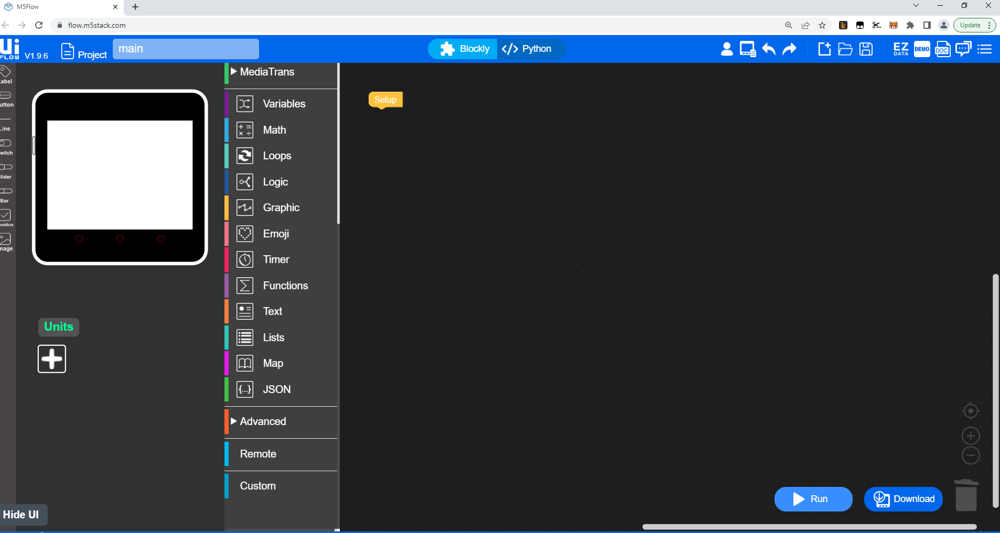 M5Flow
flow.m5stack.com
Update
Ui
FLOW
V1.9.6
Project
main
Blockly
Python
EZ
DATA
DEMO
DOC
abel
Button
utton
ine
witch
lider
Bar
eckbox
mage
Units
Hide UI
MediaTrans
Variables
Math
Loops
Logic
Graphic
Emoji
Timer
Functions
Text
Lists
Map
JSON
Advanced
Remote
Custom
Setup
Run
Download